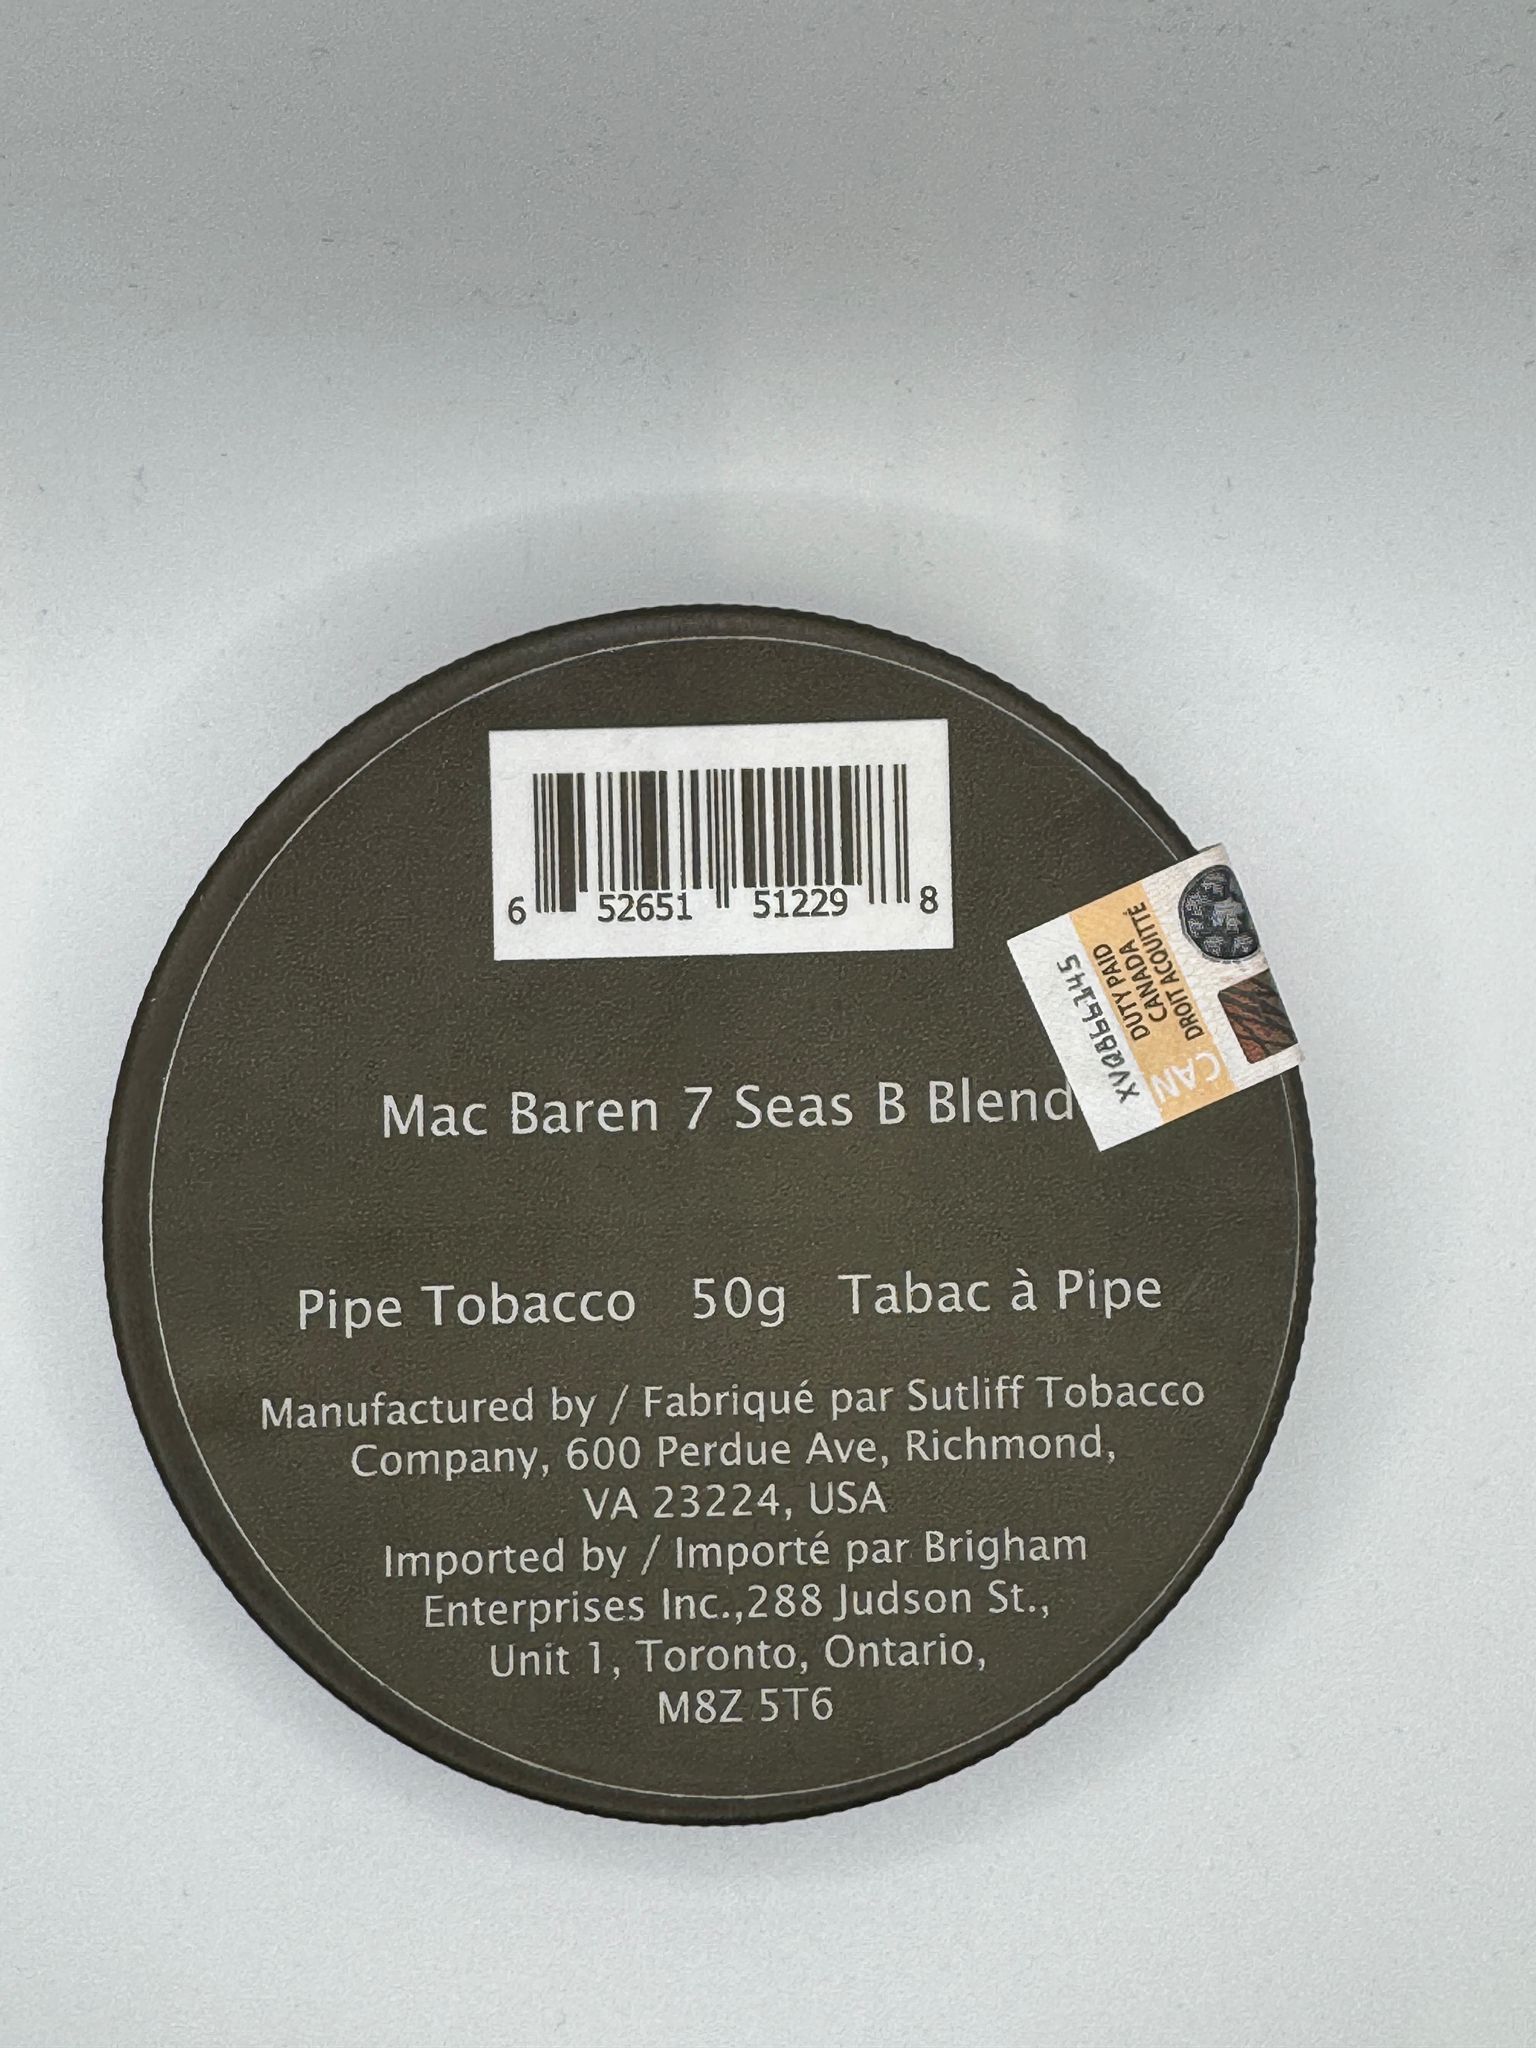 6 52651 51229 8
XVQB666145
DUTY PAID
CANADA
DROIT ACQUITTÉ
CAN
Mac Baren 7 Seas B Blend
Pipe Tobacco 50g Tabac à Pipe
Manufactured by / Fabriqué par Sutliff Tobacco
Company, 600 Perdue Ave, Richmond,
VA 23224, USA
Imported by / Importé par Brigham
Enterprises Inc.,288 Judson St.,
Unit 1, Toronto, Ontario,
M8Z 5T6